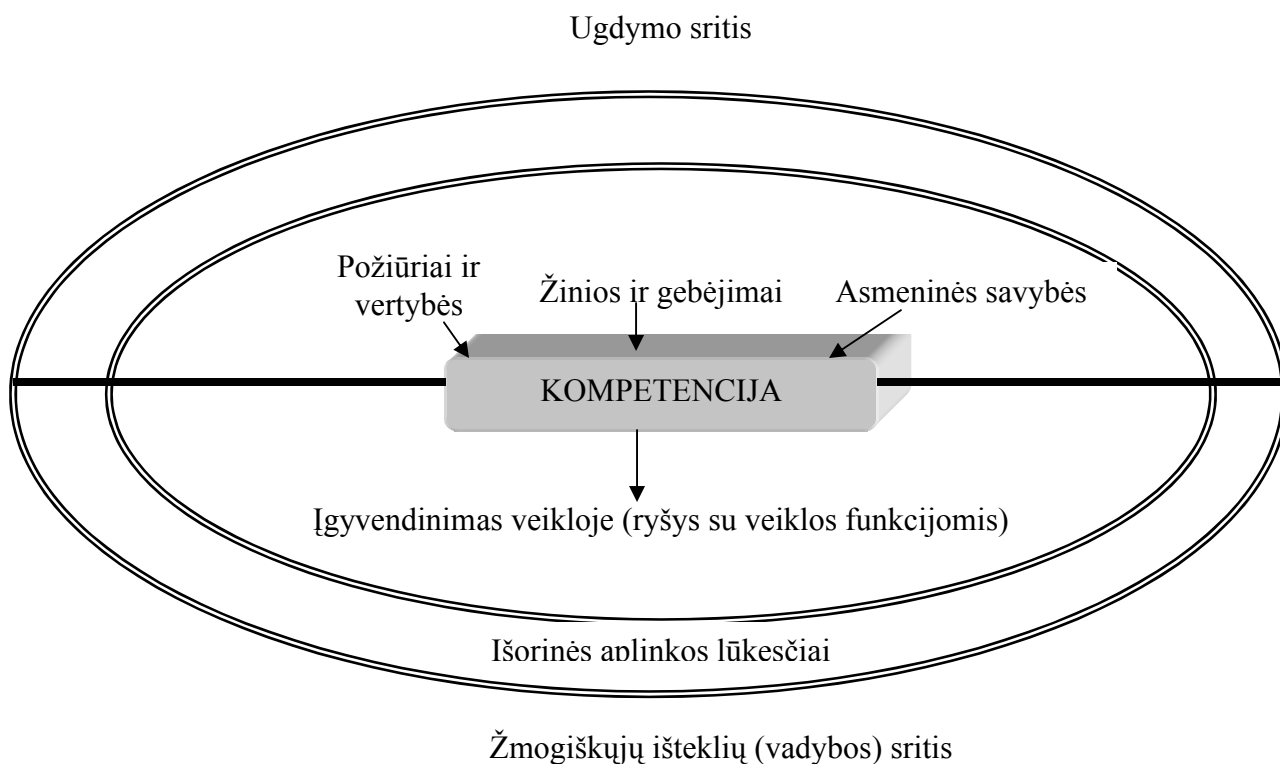 Ugdymo sritis
Požiūriai ir
vertybės
Žinios ir gebėjimai
Asmeninės savybės
KOMPETENCIJA
Įgyvendinimas veikloje (ryšys su veiklos funkcijomis)
Išorinės aplinkos lūkesčiai
Žmogiškųjų išteklių (vadybos) sritis